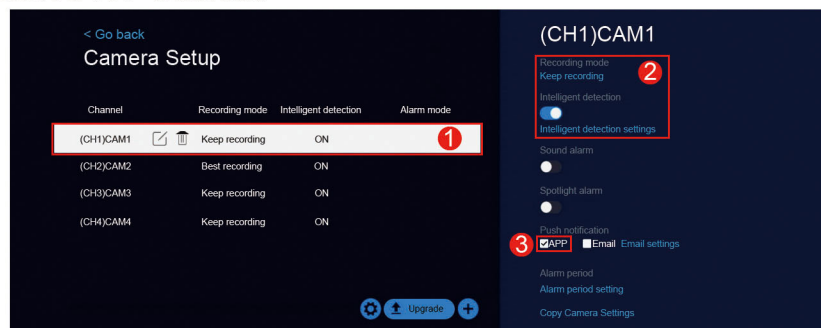 < Go back
Camera Setup
Channel Recording mode Intelligent detection Alarm mode
(CH1)CAM1 Keep recording ON 1
(CH2)CAM2 Best recording ON
(CH3)CAM3 Keep recording ON
(CH4)CAM4 Keep recording ON
Upgrade
(CH1)CAM1
Recording mode
Keep recording 2
Intelligent detection
Intelligent detection settings
Sound alarm
Spotlight alarm
Push notification
3 APP Email Email settings
Alarm period
Alarm period setting
Copy Camera Settings